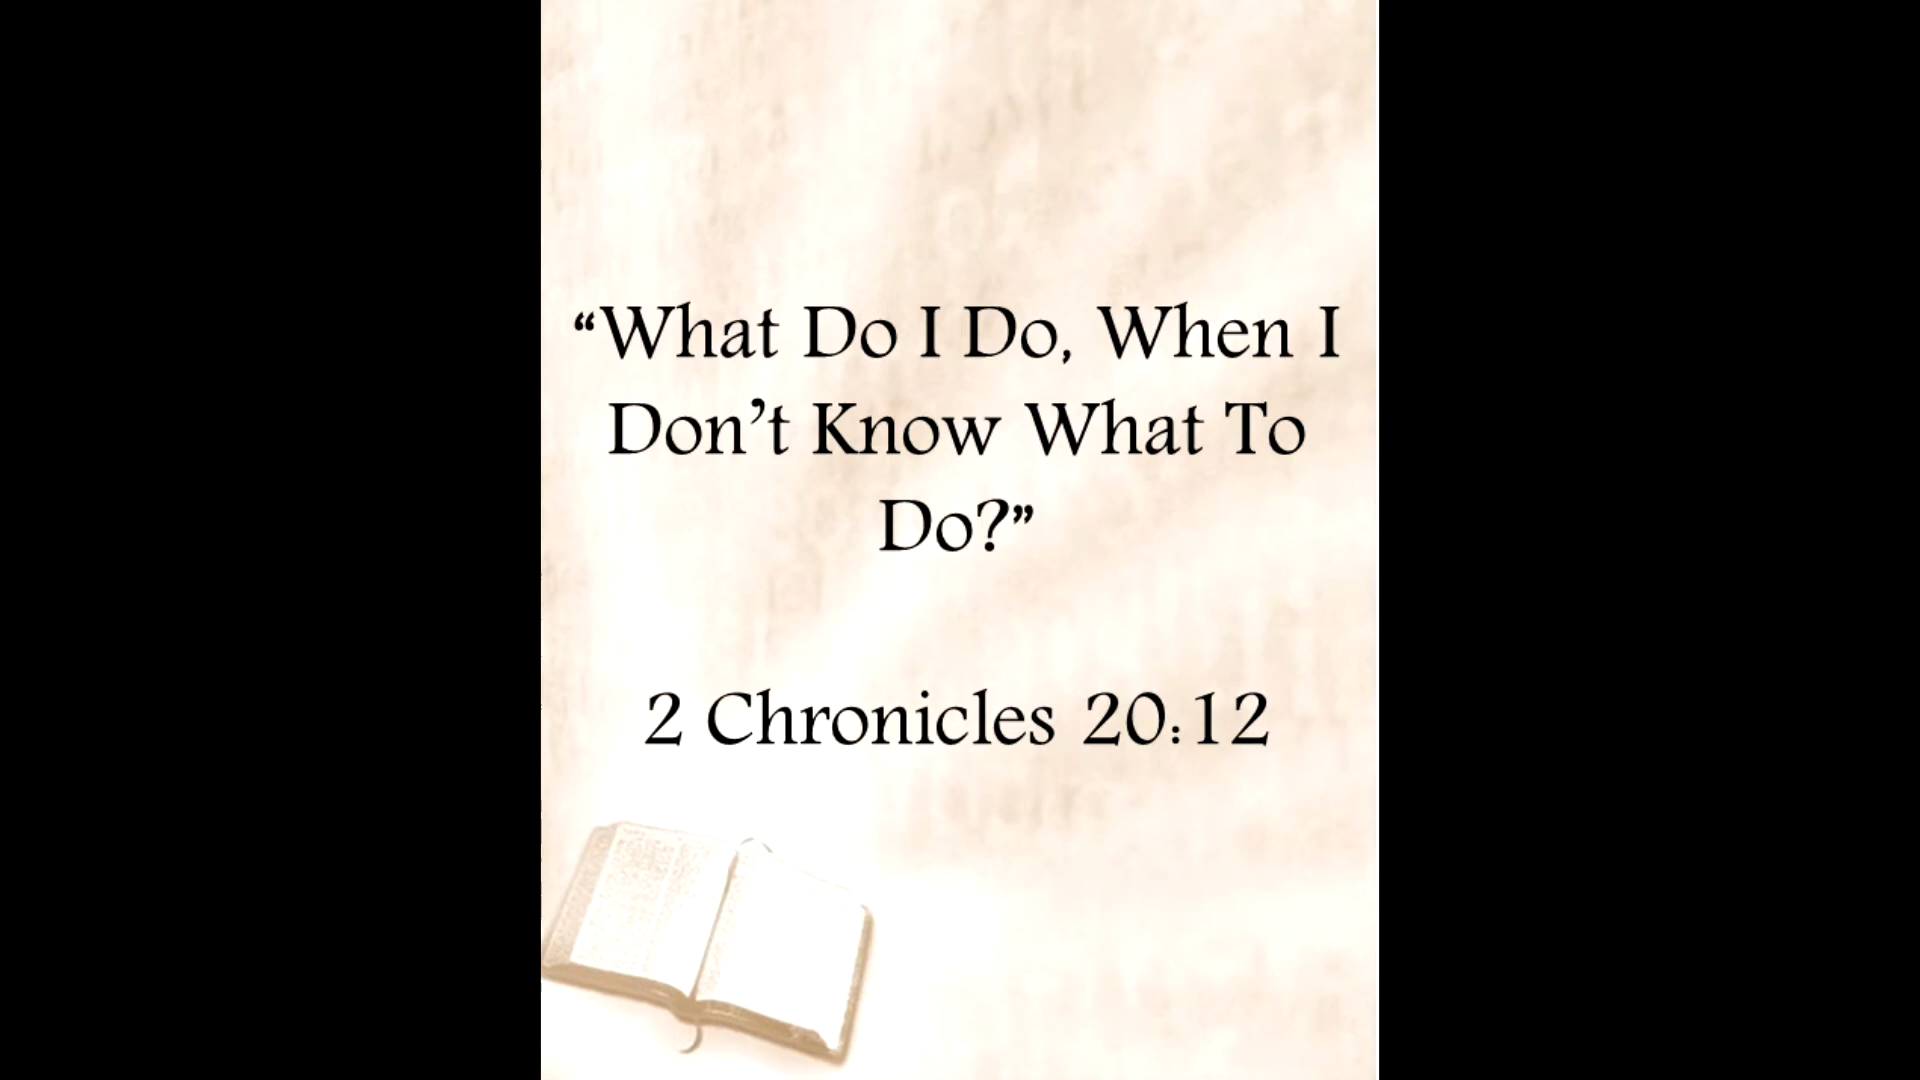 “What Do I Do, When I
Don’t Know What To
Do?”
2 Chronicles 20:12